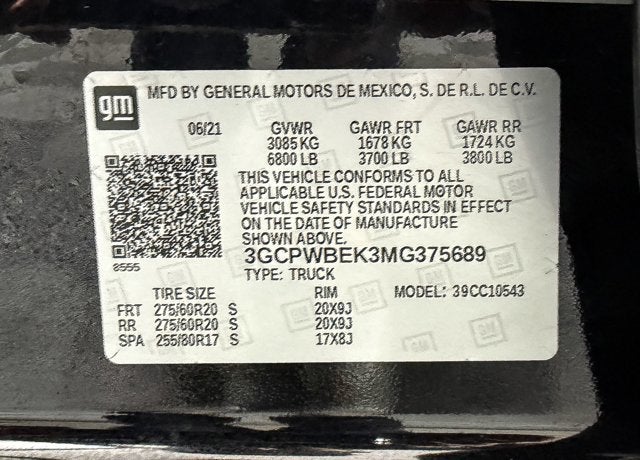 gm MFD BY GENERAL MOTORS DE MEXICO, S. DE R.L. DE C.V.
06/21 GVWR GAWR FRT GAWR RR
3085 KG 1678 KG 1724 KG
6800 LB 3700 LB 3800 LB
THIS VEHICLE CONFORMS TO ALL
APPLICABLE U.S. FEDERAL MOTOR
VEHICLE SAFETY STANDARDS IN EFFECT
ON THE DATE OF MANUFACTURE
SHOWN ABOVE.
3GCPWBEK3MG375689
8555
TYPE: TRUCK
TIRE SIZE RIM MODEL: 39CC10543
FRT 275/60R20 S 20X9J
RR 275/60R20 S 20X9J
SPA 255/80R17 S 17X8J